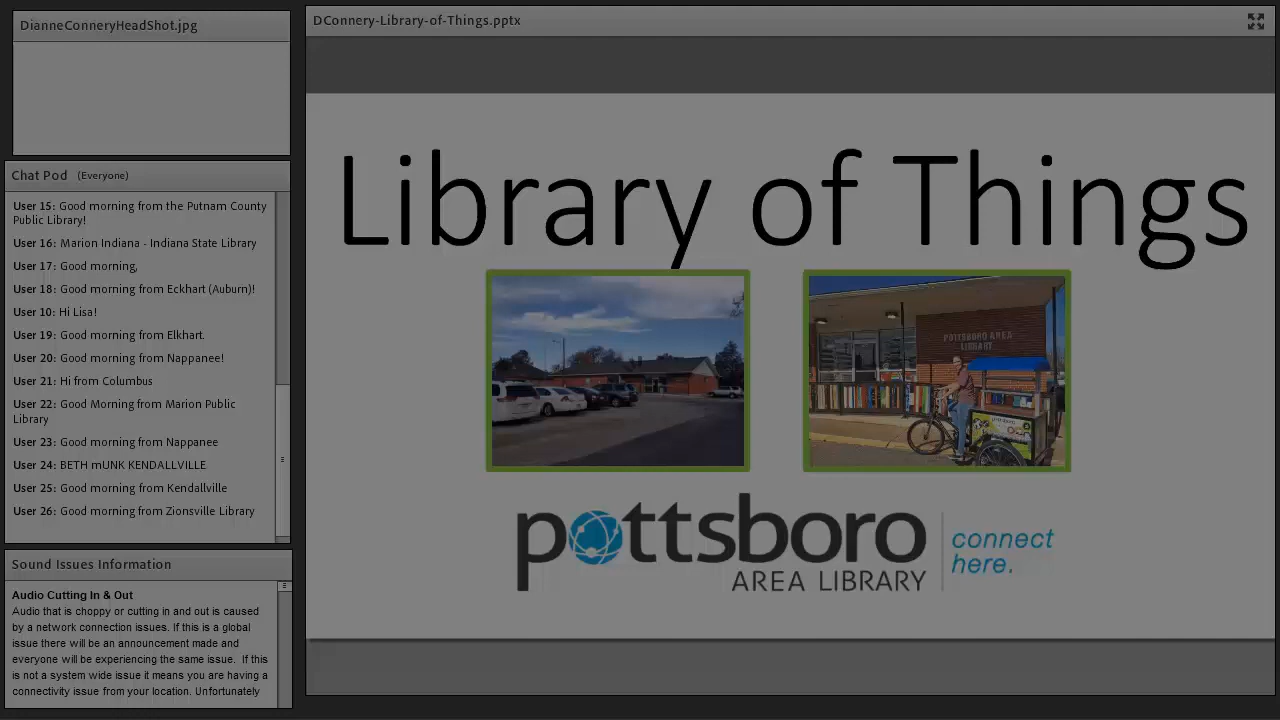 DianneConneryHeadShot.jpg
Chat Pod (Everyone)
User 15: Good morning from the Putnam County
Public Library!
User 16: Marion Indiana - Indiana State Library
User 17: Good morning,
User 18: Good morning from Eckhart (Auburn)!
User 10: Hi Lisa!
User 19: Good morning from Elkhart.
User 20: Good morning from Nappanee!
User 21: Hi from Columbus
User 22: Good Morning from Marion Public
Library
User 23: Good morning from Nappanee
User 24: BETH mUNK KENDALLVILLE
User 25: Good morning from Kendallville
User 26: Good morning from Zionsville Library
Sound Issues Information
Audio Cutting In & Out
Audio that is choppy or cutting in and out is caused
by a network connection issues. If this is a global
issue there will be an announcement made and
everyone will be experiencing the same issue. If this
is not a system wide issue it means you are having a
connectivity issue from your location. Unfortunately
DConnery-Library-of-Things.pptx
Library of Things
POTTSBORO AREA
LIBRARY
pottsboro
AREA LIBRARY
connect
here.